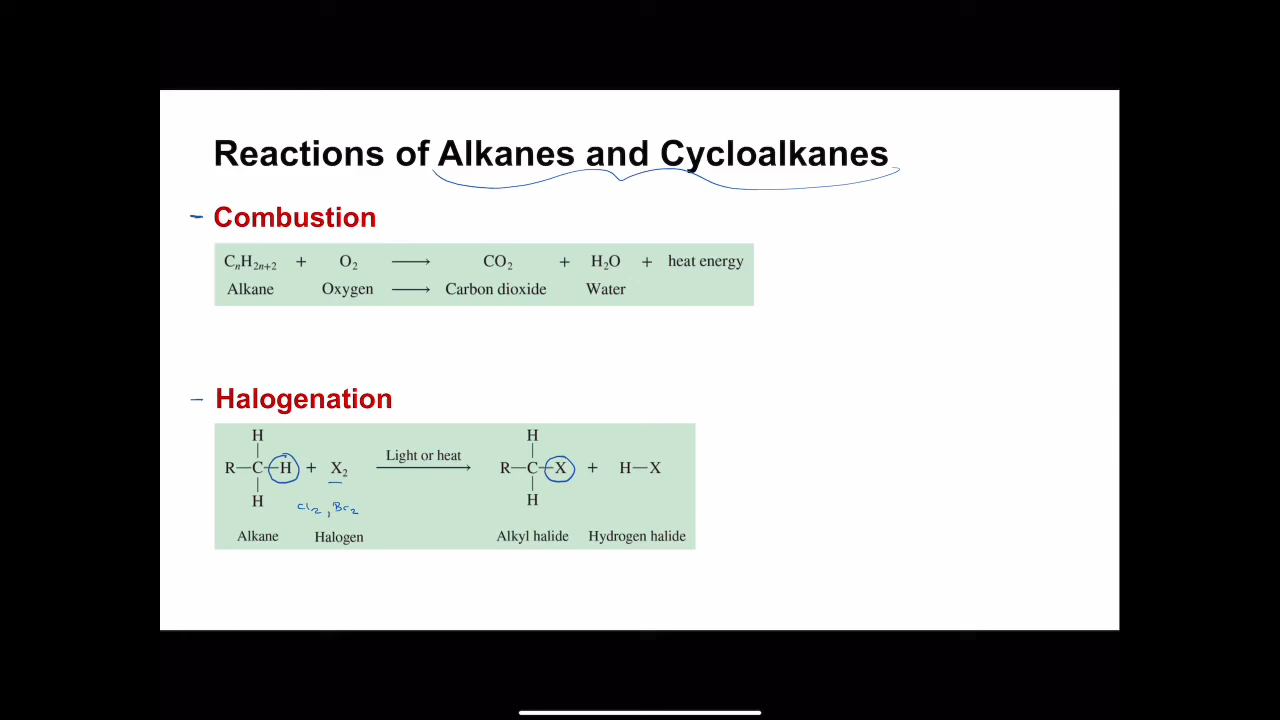 Reactions of Alkanes and Cycloalkanes
- Combustion
CₙH₂ₙ₊₂ + O₂ ⟶ CO₂ + H₂O + heat energy
Alkane Oxygen ⟶ Carbon dioxide Water
- Halogenation
H H
R—C—H + X₂ Light or heat ⟶ R—C—X + H—X
H H
Cl₂, Br₂
Alkane Halogen Alkyl halide Hydrogen halide